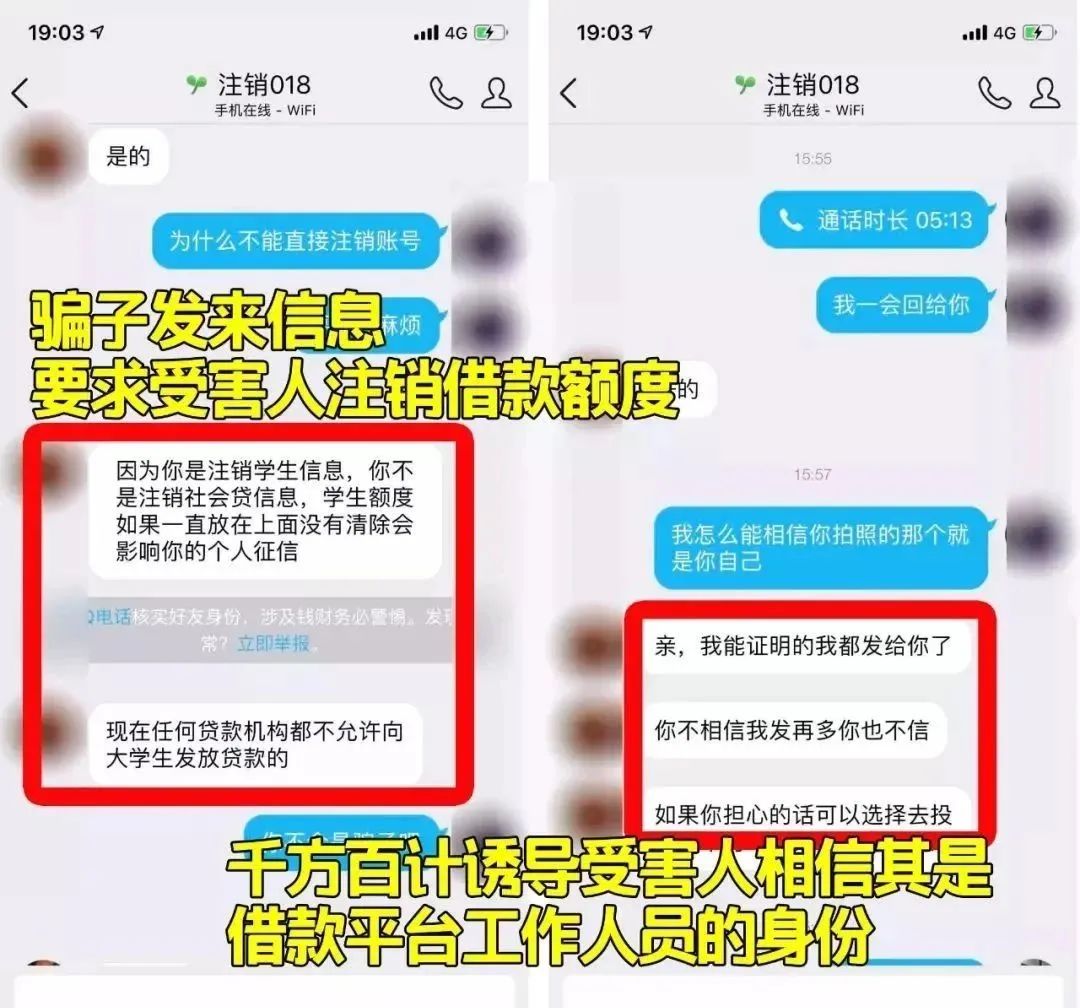 19:03
4G
注销018
手机在线 - WiFi
是的
为什么不能直接注销账号
麻烦
骗子发来信息
要求受害人注销借款额度
因为你是注销学生信息，你不
是注销社会贷信息，学生额度
如果一直放在上面没有清除会
影响你的个人征信
Q电话核实好友身份，涉及钱财务必警惕。发现
常？立即举报。
现在任何贷款机构都不允许向
大学生发放贷款的
你不会是骗子吧
19:03
4G
注销018
手机在线 - WiFi
15:55
通话时长 05:13
我一会回给你
的
15:57
我怎么能相信你拍照的那个就
是你自己
亲，我能证明的我都发给你了
你不相信我发再多你也不信
如果你担心的话可以选择去投
千方百计诱导受害人相信其是
借款平台工作人员的身份